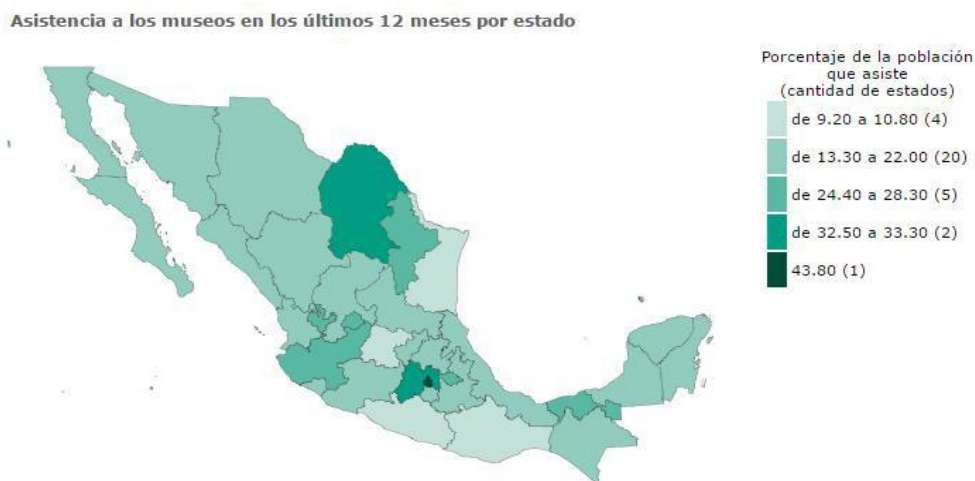 Asistencia a los museos en los últimos 12 meses por estado
Porcentaje de la población
que asiste
(cantidad de estados)
de 9.20 a 10.80 (4)
de 13.30 a 22.00 (20)
de 24.40 a 28.30 (5)
de 32.50 a 33.30 (2)
43.80 (1)